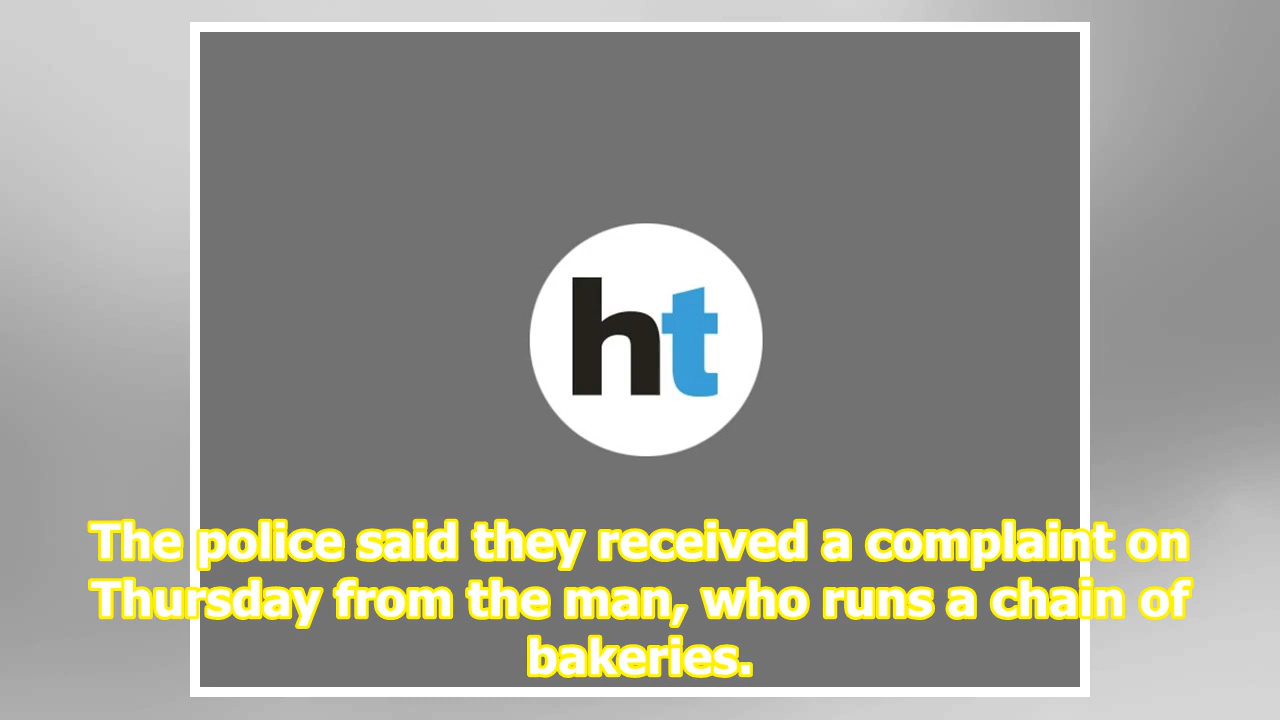 ht
The police said they received a complaint on
Thursday from the man, who runs a chain of
bakeries.